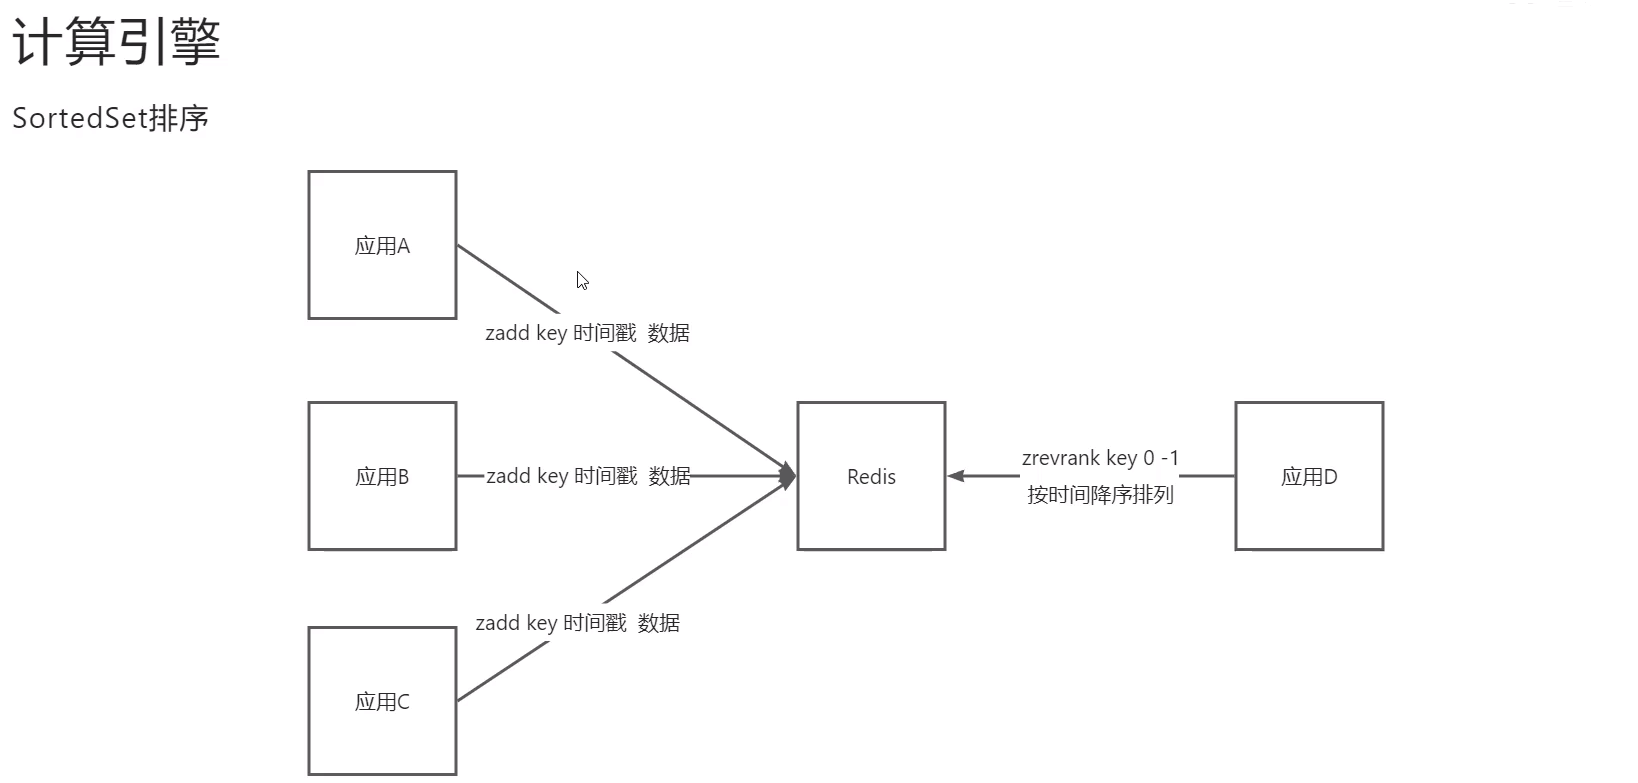 计算引擎
SortedSet排序
应用A
zadd key 时间戳 数据
应用B
zadd key 时间戳 数据
Redis
zrevrank key 0 -1
按时间降序排列
应用D
zadd key 时间戳 数据
应用C